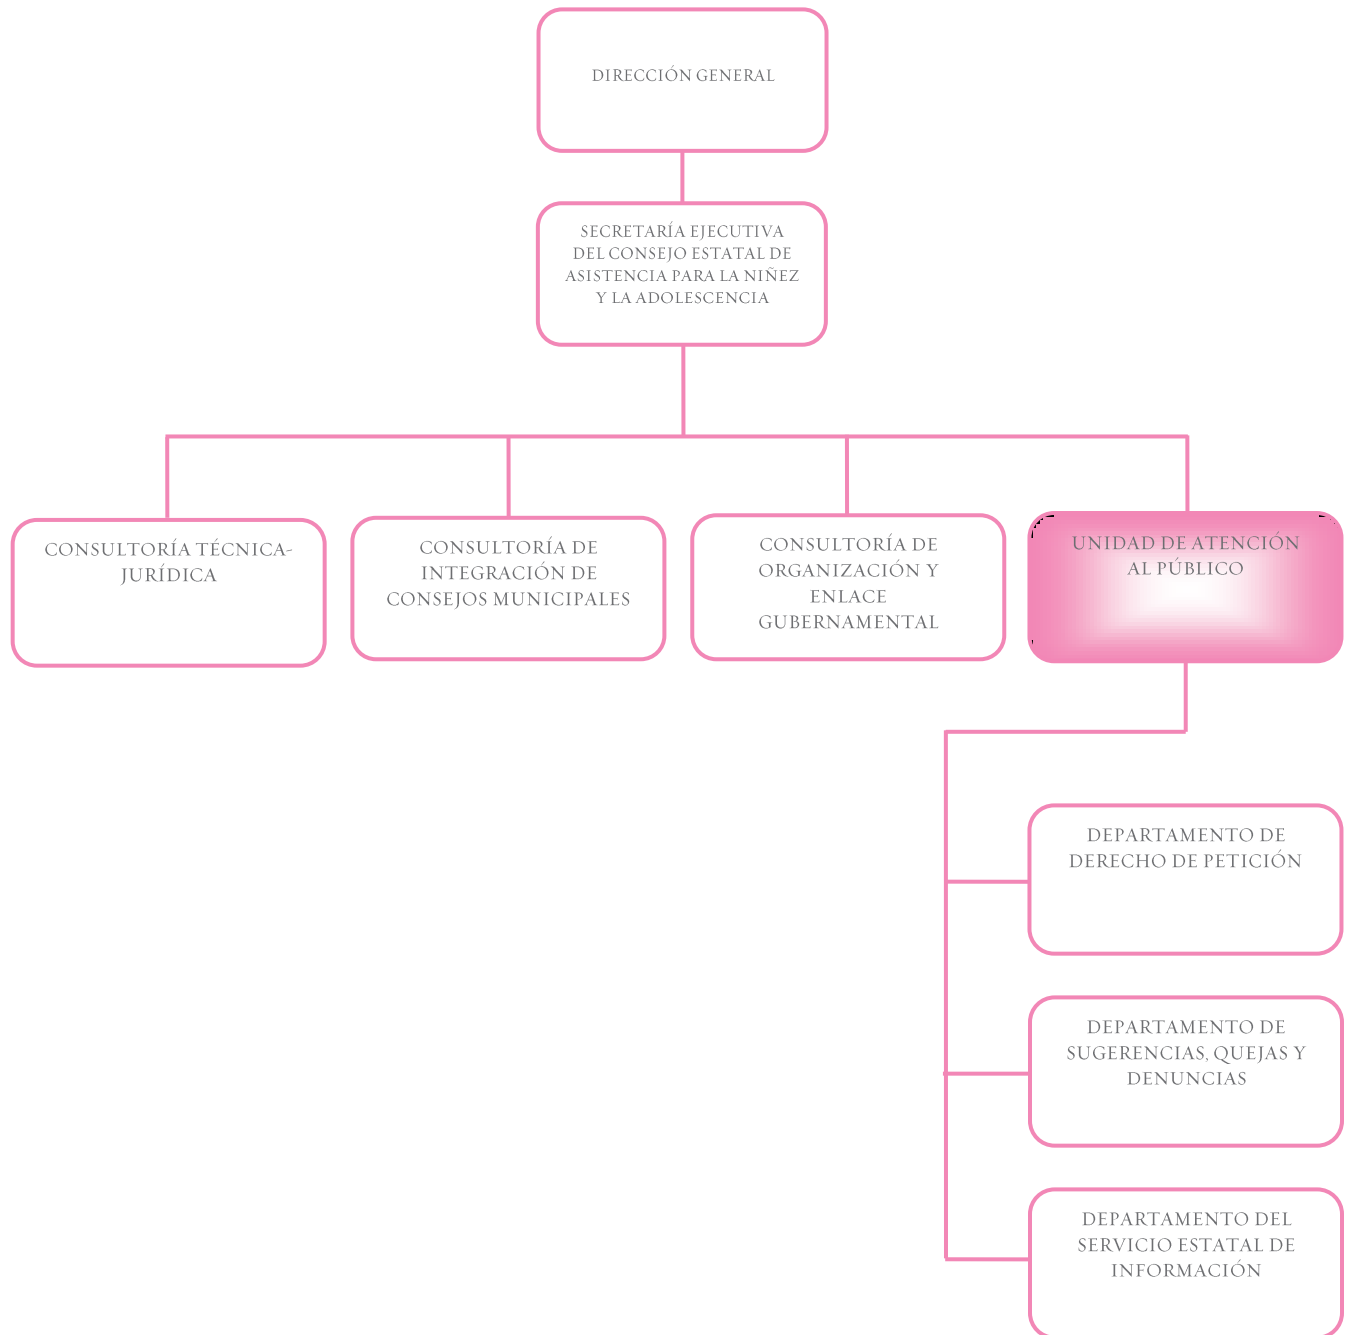 DIRECCIÓN GENERAL
SECRETARÍA EJECUTIVA
DEL CONSEJO ESTATAL DE
ASISTENCIA PARA LA NIÑEZ
Y LA ADOLESCENCIA
CONSULTORÍA TÉCNICA-
JURÍDICA
CONSULTORÍA DE
INTEGRACIÓN DE
CONSEJOS MUNICIPALES
CONSULTORÍA DE
ORGANIZACIÓN Y
ENLACE
GUBERNAMENTAL
UNIDAD DE ATENCIÓN
AL PÚBLICO
DEPARTAMENTO DE
DERECHO DE PETICIÓN
DEPARTAMENTO DE
SUGERENCIAS, QUEJAS Y
DENUNCIAS
DEPARTAMENTO DEL
SERVICIO ESTATAL DE
INFORMACIÓN